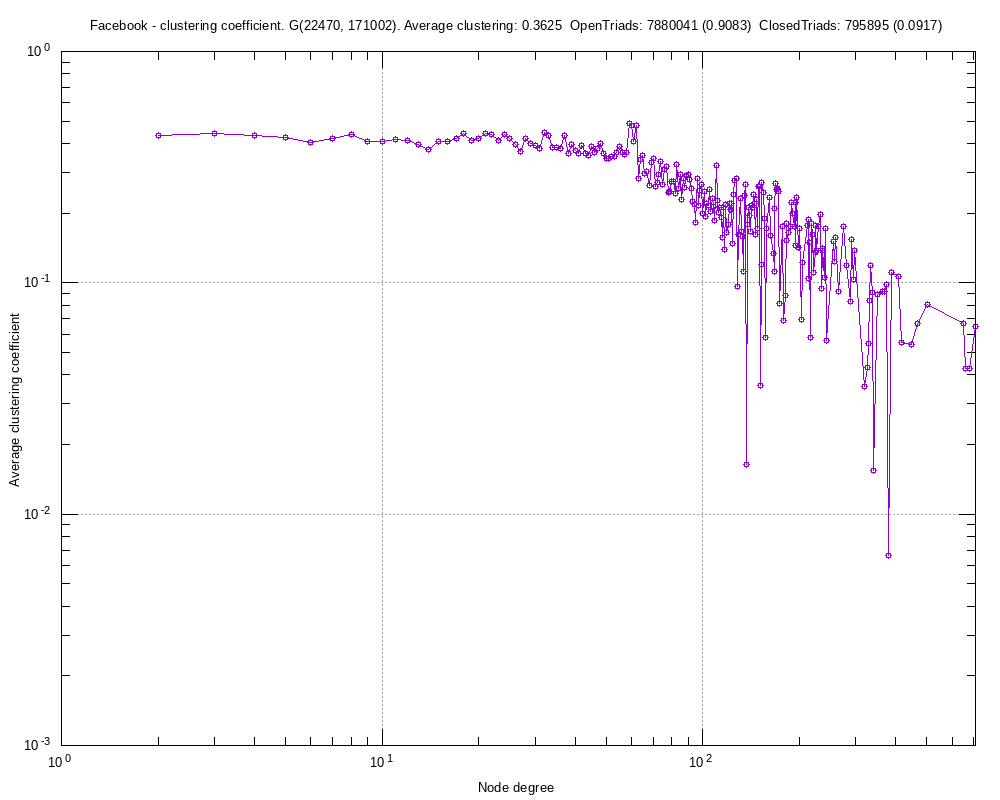 Facebook - clustering coefficient. G(22470, 171002). Average clustering: 0.3625  OpenTriads: 7880041 (0.9083)  ClosedTriads: 795895 (0.0917)
10^0
10^-1
Average clustering coefficient
10^-2
10^-3
10^0 10^1 10^2
Node degree